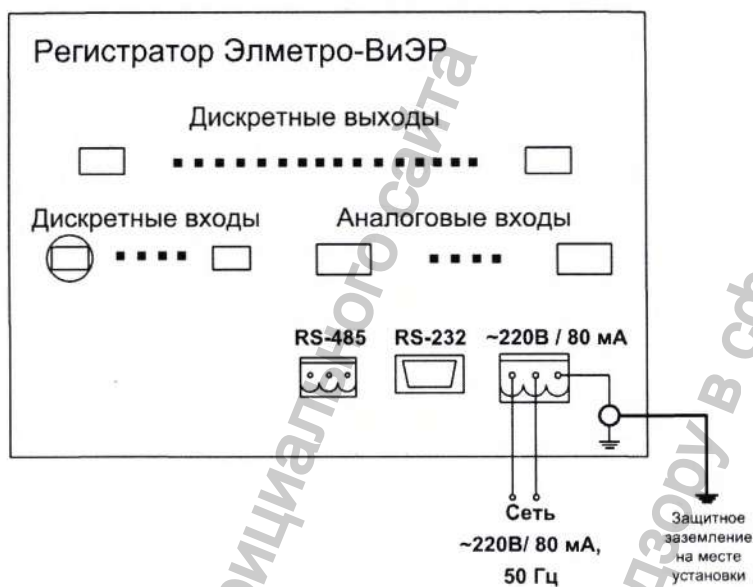 Регистратор Элметро-ВиЭР
Дискретные выходы
Дискретные входы
Аналоговые входы
RS-485
RS-232
~220В / 80 мА
Сеть
~220В/ 80 мА,
50 Гц
Защитное
заземление
на месте
установки